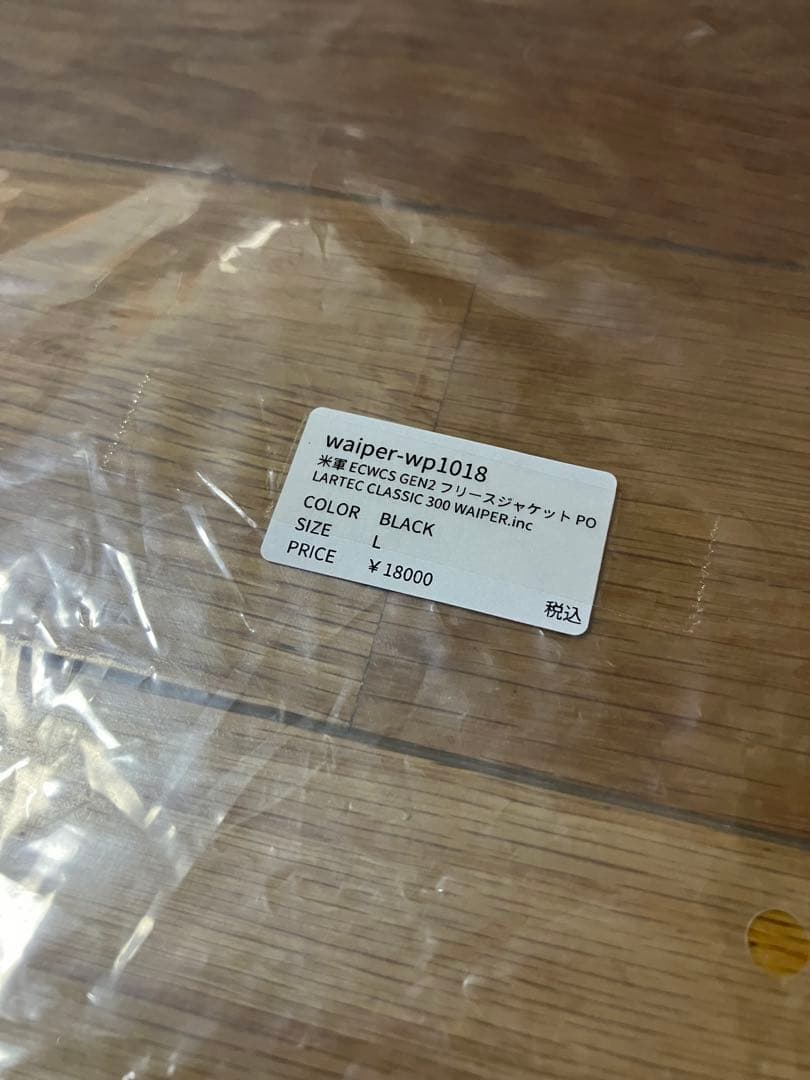 waiper-wp1018
米軍 ECWCS GEN2 フリースジャケット PO
LARTEC CLASSIC 300 WAIPER.inc
COLOR BLACK
SIZE L
PRICE ¥18000
税込